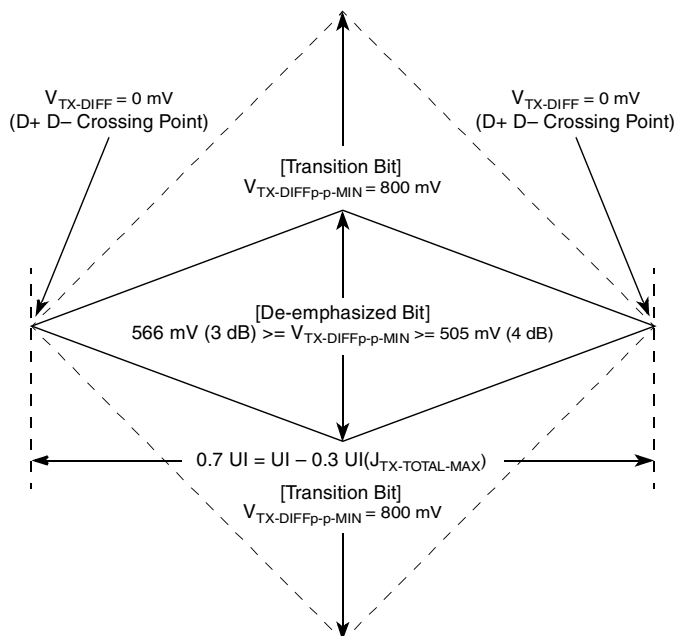 V_TX-DIFF = 0 mV
(D+ D– Crossing Point)
V_TX-DIFF = 0 mV
(D+ D– Crossing Point)
[Transition Bit]
V_TX-DIFFp-p-MIN = 800 mV
[De-emphasized Bit]
566 mV (3 dB) >= V_TX-DIFFp-p-MIN >= 505 mV (4 dB)
0.7 UI = UI – 0.3 UI(J_TX-TOTAL-MAX)
[Transition Bit]
V_TX-DIFFp-p-MIN = 800 mV